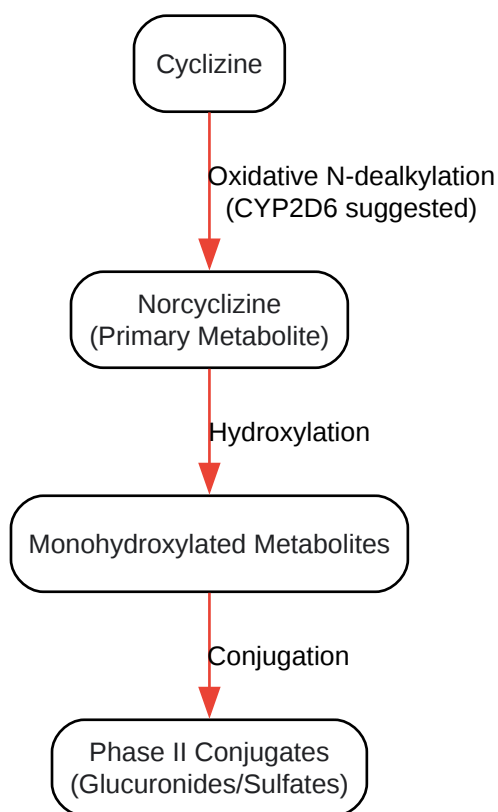 Cyclizine
Oxidative N-dealkylation
(CYP2D6 suggested)
Norcyclizine
(Primary Metabolite)
Hydroxylation
Monohydroxylated Metabolites
Conjugation
Phase II Conjugates
(Glucuronides/Sulfates)